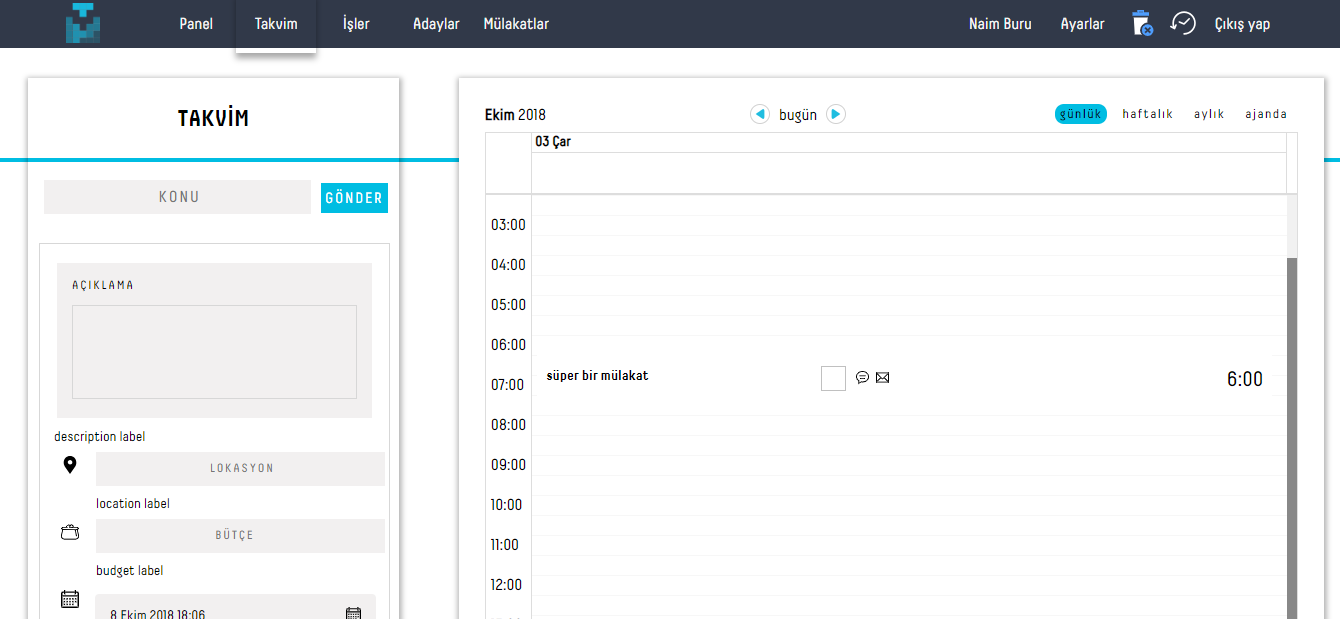 Panel Takvim İşler Adaylar Mülakatlar Naim Buru Ayarlar Çıkış yap
TAKVİM
KONU GÖNDER
AÇIKLAMA
description label
LOKASYON
location label
BÜTÇE
budget label
8 Ekim 2018 18:06
Ekim 2018 bugün günlük haftalık aylık ajanda
03 Çar
03:00
04:00
05:00
06:00
07:00 süper bir mülakat 6:00
08:00
09:00
10:00
11:00
12:00